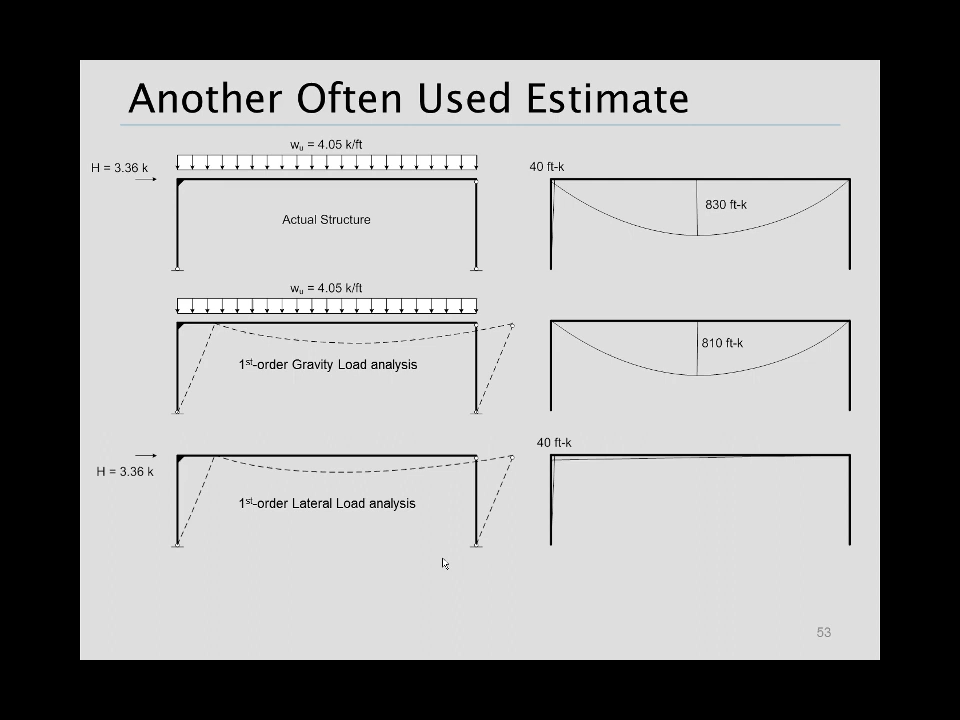 Another Often Used Estimate
wᵤ = 4.05 k/ft
H = 3.36 k
40 ft-k
830 ft-k
Actual Structure
wᵤ = 4.05 k/ft
810 ft-k
1ˢᵗ-order Gravity Load analysis
40 ft-k
H = 3.36 k
1ˢᵗ-order Lateral Load analysis
53